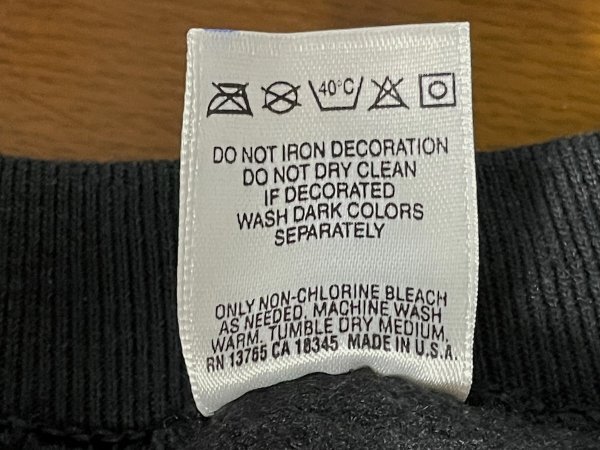 40°C
DO NOT IRON DECORATION
DO NOT DRY CLEAN
IF DECORATED
WASH DARK COLORS
SEPARATELY
ONLY NON-CHLORINE BLEACH
AS NEEDED. MACHINE WASH
WARM. TUMBLE DRY MEDIUM.
RN 13765 CA 18345 MADE IN U.S.A.